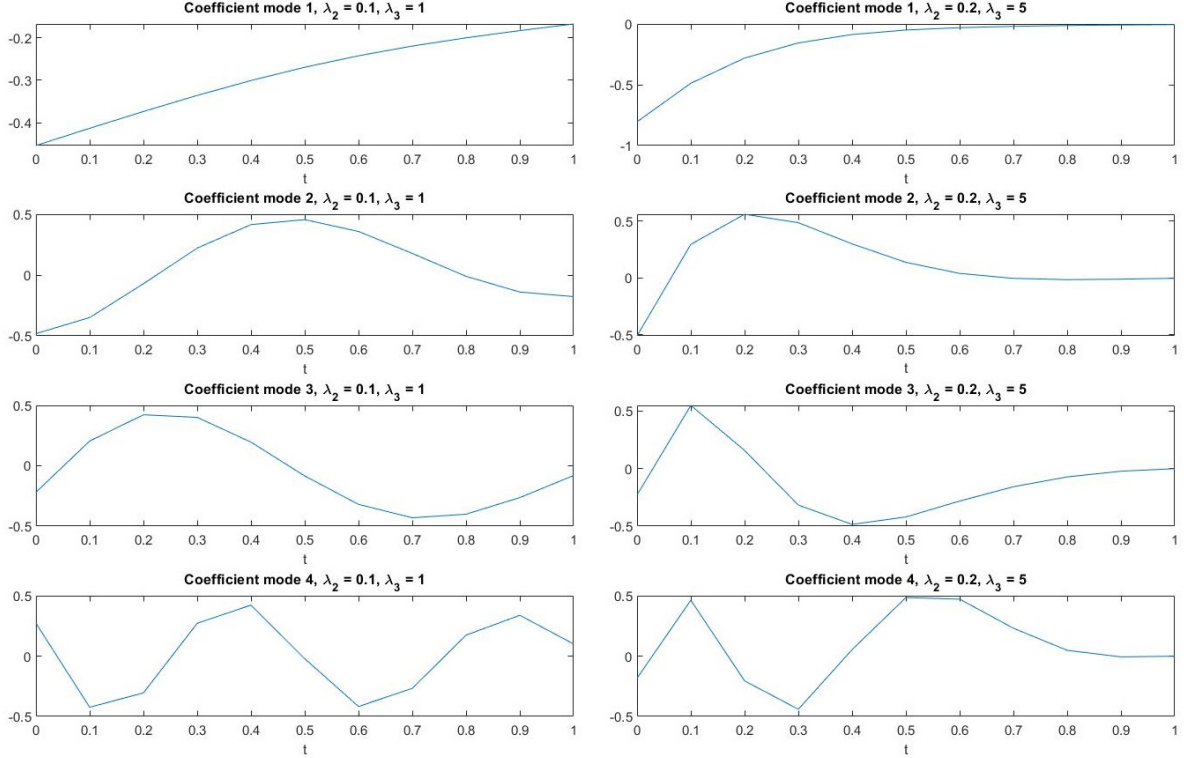 Coefficient mode 1, λ₂ = 0.1, λ₃ = 1
-0.2
-0.3
-0.4
0 0.1 0.2 0.3 0.4 0.5 0.6 0.7 0.8 0.9 1
t
Coefficient mode 1, λ₂ = 0.2, λ₃ = 5
0
-0.5
-1
0 0.1 0.2 0.3 0.4 0.5 0.6 0.7 0.8 0.9 1
t
Coefficient mode 2, λ₂ = 0.1, λ₃ = 1
0.5
0
-0.5
0 0.1 0.2 0.3 0.4 0.5 0.6 0.7 0.8 0.9 1
t
Coefficient mode 2, λ₂ = 0.2, λ₃ = 5
0.5
0
-0.5
0 0.1 0.2 0.3 0.4 0.5 0.6 0.7 0.8 0.9 1
t
Coefficient mode 3, λ₂ = 0.1, λ₃ = 1
0.5
0
-0.5
0 0.1 0.2 0.3 0.4 0.5 0.6 0.7 0.8 0.9 1
t
Coefficient mode 3, λ₂ = 0.2, λ₃ = 5
0.5
0
-0.5
0 0.1 0.2 0.3 0.4 0.5 0.6 0.7 0.8 0.9 1
t
Coefficient mode 4, λ₂ = 0.1, λ₃ = 1
0.5
0
-0.5
0 0.1 0.2 0.3 0.4 0.5 0.6 0.7 0.8 0.9 1
t
Coefficient mode 4, λ₂ = 0.2, λ₃ = 5
0.5
0
-0.5
0 0.1 0.2 0.3 0.4 0.5 0.6 0.7 0.8 0.9 1
t